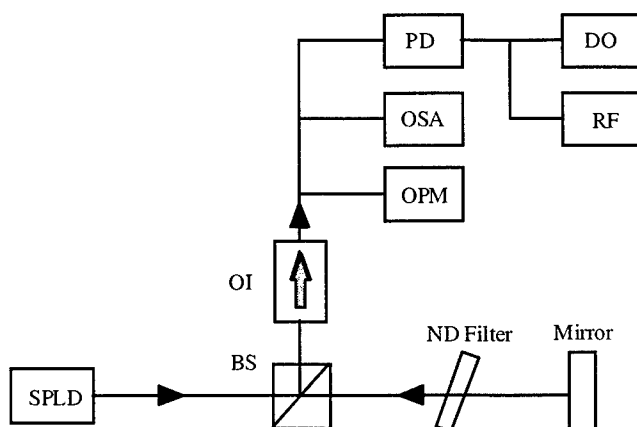 PD
DO
OSA
RF
OPM
OI
ND Filter
Mirror
BS
SPLD